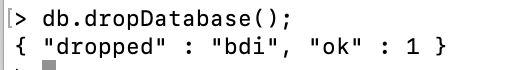 [> db.dropDatabase();
{ "dropped" : "bdi", "ok" : 1 }